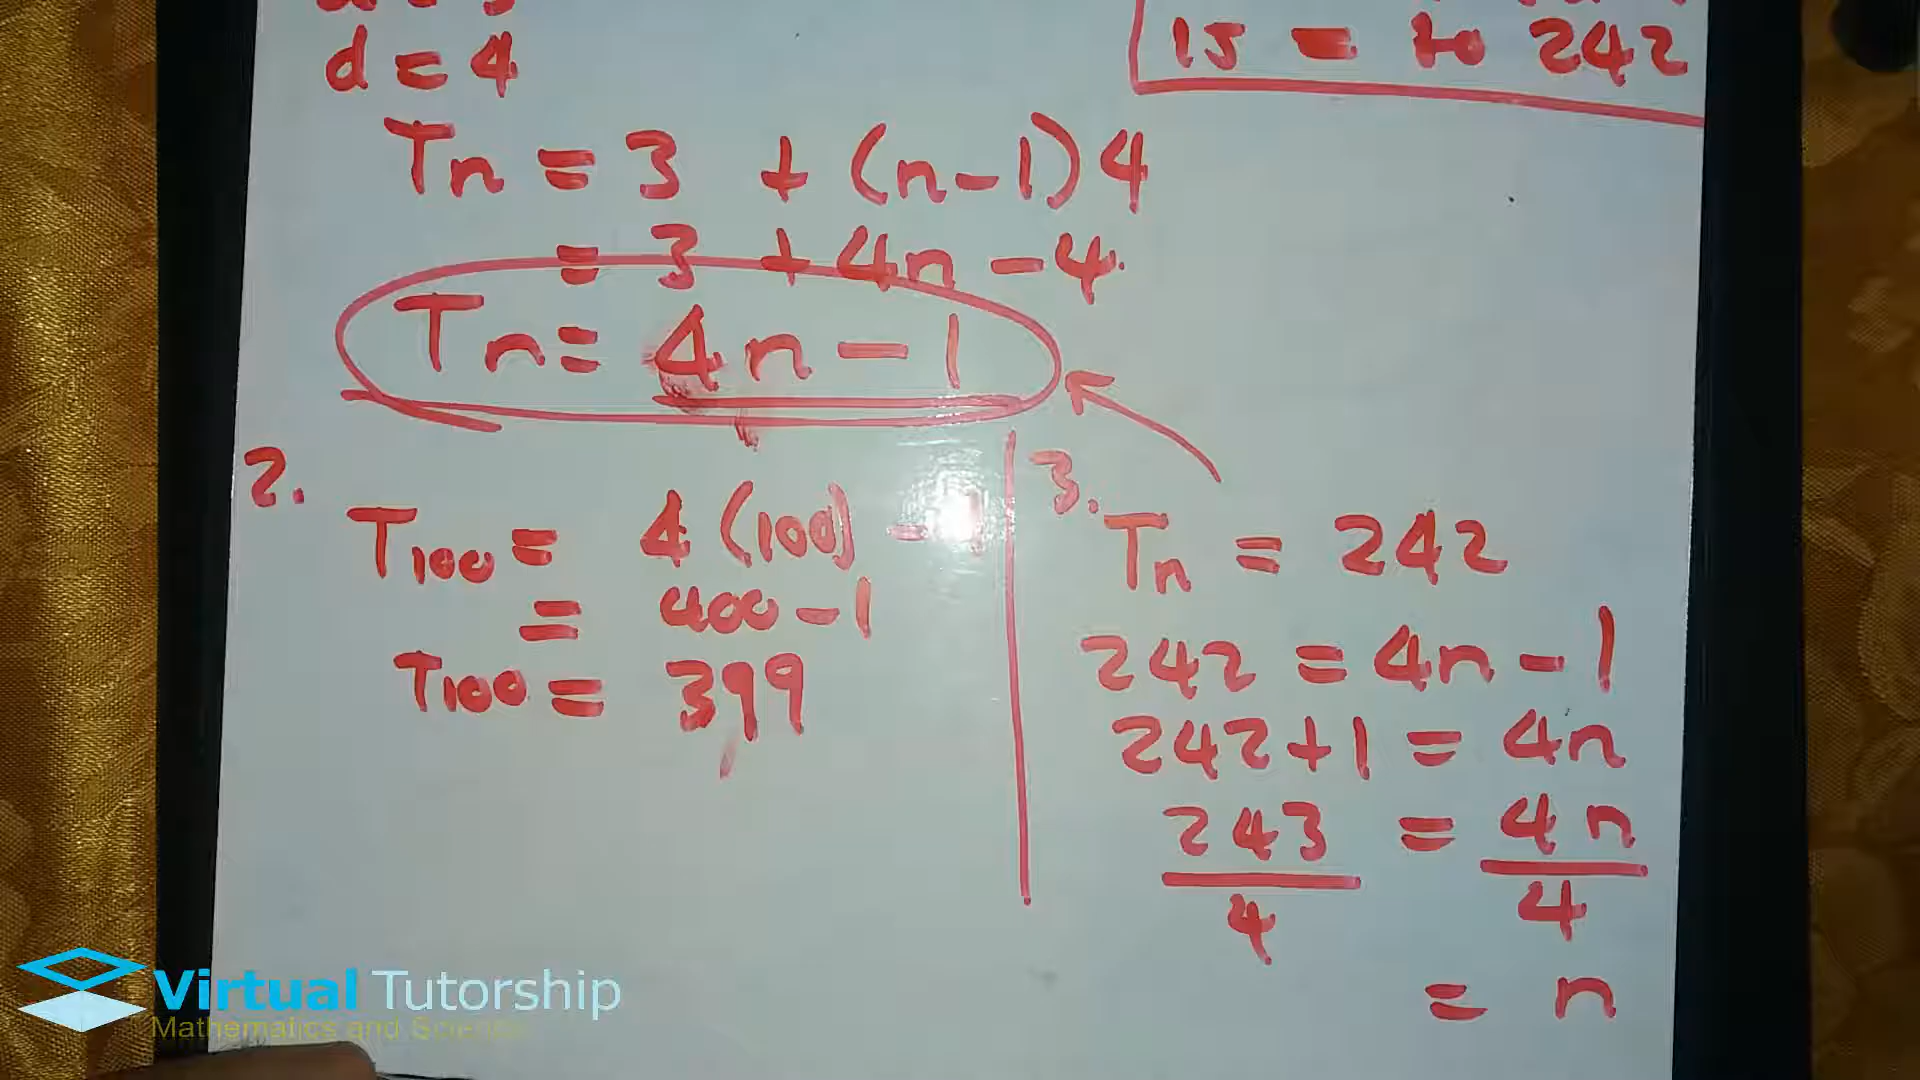 d = 4
15 = to 242
Tn = 3 + (n-1)4
= 3 + 4n - 4
Tn = 4n - 1
2.
T100 = 4(100) - 1
= 400 - 1
T100 = 399
3.
Tn = 242
242 = 4n - 1
242 + 1 = 4n
243 = 4n
4 4
= n
Virtual Tutorship
Mathematics and Science